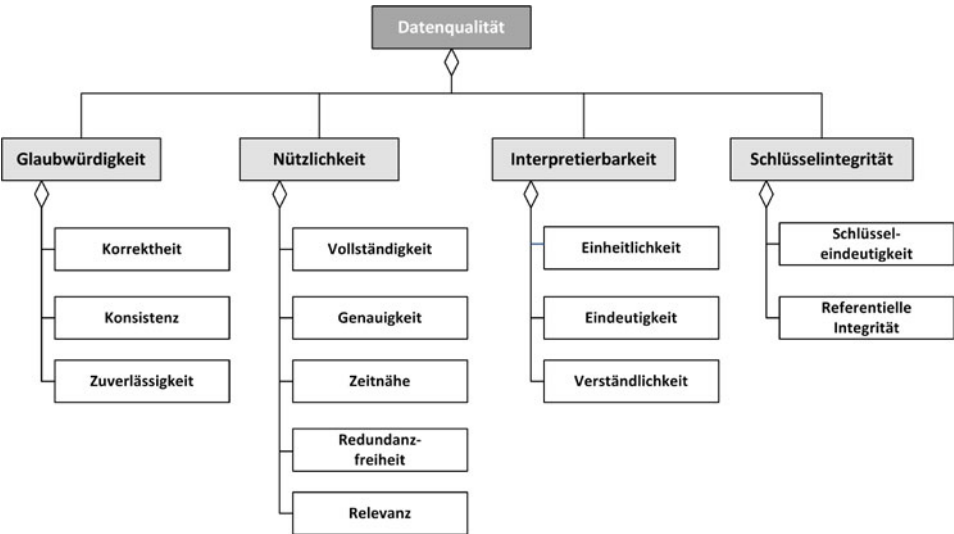 Datenqualität
Glaubwürdigkeit
Nützlichkeit
Interpretierbarkeit
Schlüsselintegrität
Korrektheit
Konsistenz
Zuverlässigkeit
Vollständigkeit
Genauigkeit
Zeitnähe
Redundanz-
freiheit
Relevanz
Einheitlichkeit
Eindeutigkeit
Verständlichkeit
Schlüssel-
eindeutigkeit
Referentielle
Integrität